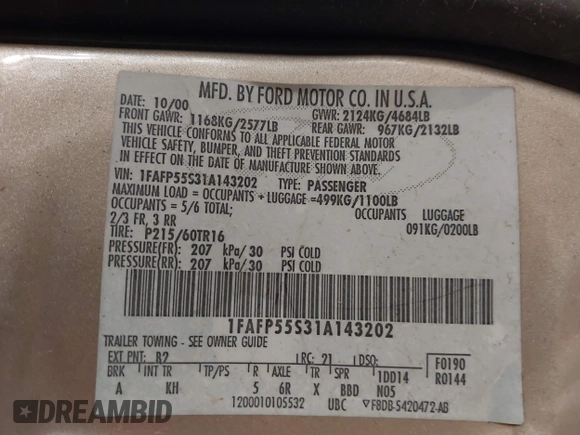 MFD. BY FORD MOTOR CO. IN U.S.A.
DATE: 10/00 GVWR: 2124KG/4684LB
FRONT GAWR: 1168KG/2577LB REAR GAWR: 967KG/2132LB
THIS VEHICLE CONFORMS TO ALL APPLICABLE FEDERAL MOTOR
VEHICLE SAFETY, BUMPER, AND THEFT PREVENTION STANDARDS
IN EFFECT ON THE DATE OF MANUFACTURE SHOWN ABOVE.
VIN: 1FAFP55S31A143202 TYPE: PASSENGER
MAXIMUM LOAD = OCCUPANTS + LUGGAGE =499KG/1100LB
OCCUPANTS = 5/6 TOTAL; OCCUPANTS LUGGAGE
2/3 FR, 3 RR 091KG/0200LB
TIRE: P215/60TR16
PRESSURE(FR) 207 kPa/30 PSI COLD
PRESSURE(RR) 207 kPa/30 PSI COLD
1FAFP55S31A143202
TRAILER TOWING - SEE OWNER GUIDE
EXT PNT: R2 RC: 21 DSO: F0190
BRK INT TR TP/PS R AXLE TR SPR 1DD14 R0144
A KH 5 6R X BBD N05
1200010105532 UBC F8DB-5420472-AB
DREAMBID